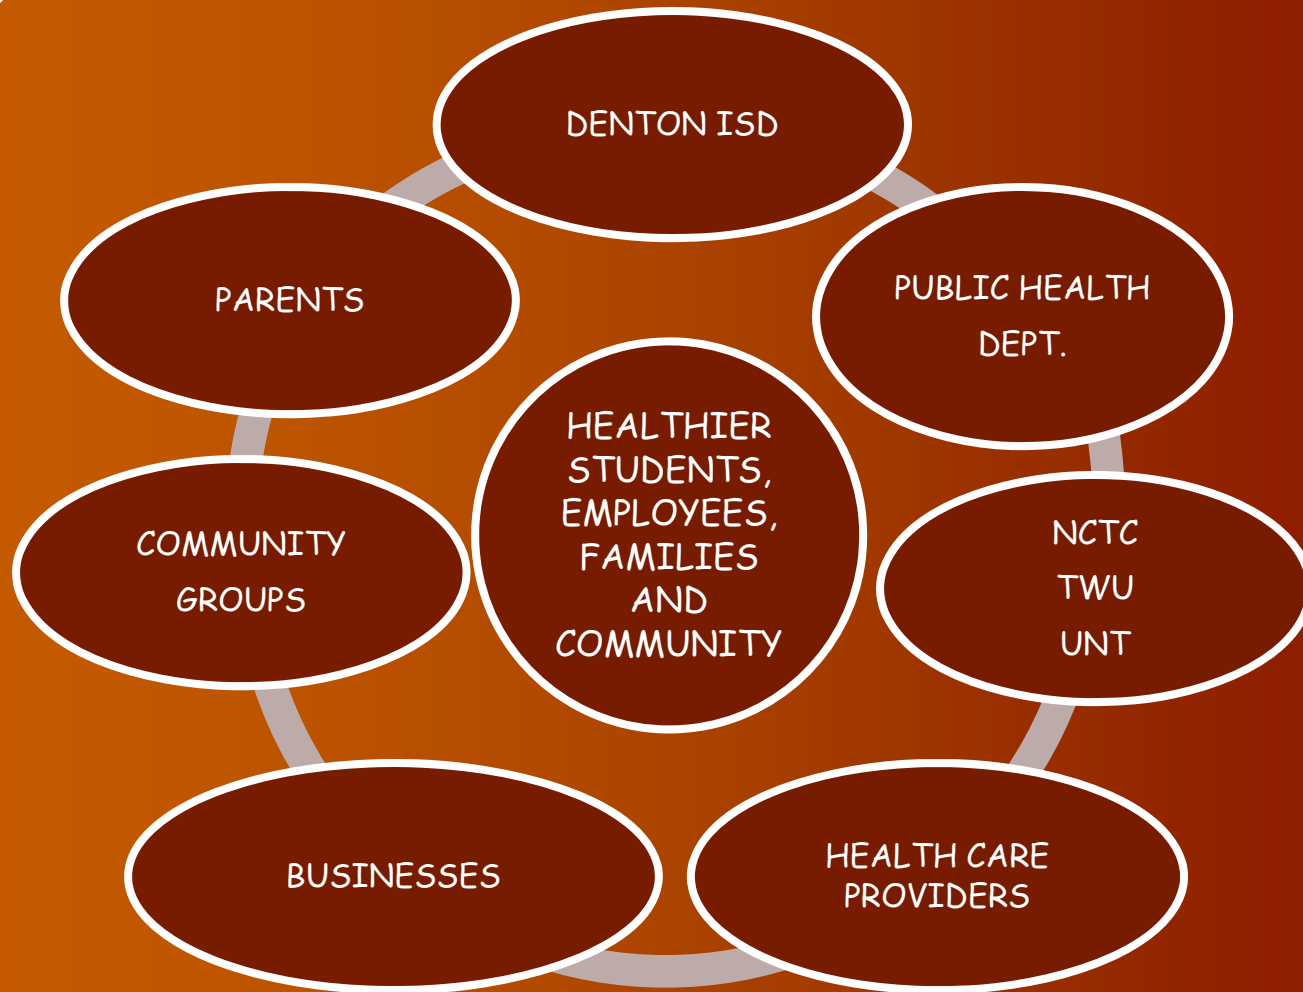 DENTON ISD
PUBLIC HEALTH
DEPT.
NCTC
TWU
UNT
HEALTH CARE
PROVIDERS
BUSINESSES
COMMUNITY
GROUPS
PARENTS
HEALTHIER
STUDENTS,
EMPLOYEES,
FAMILIES
AND
COMMUNITY